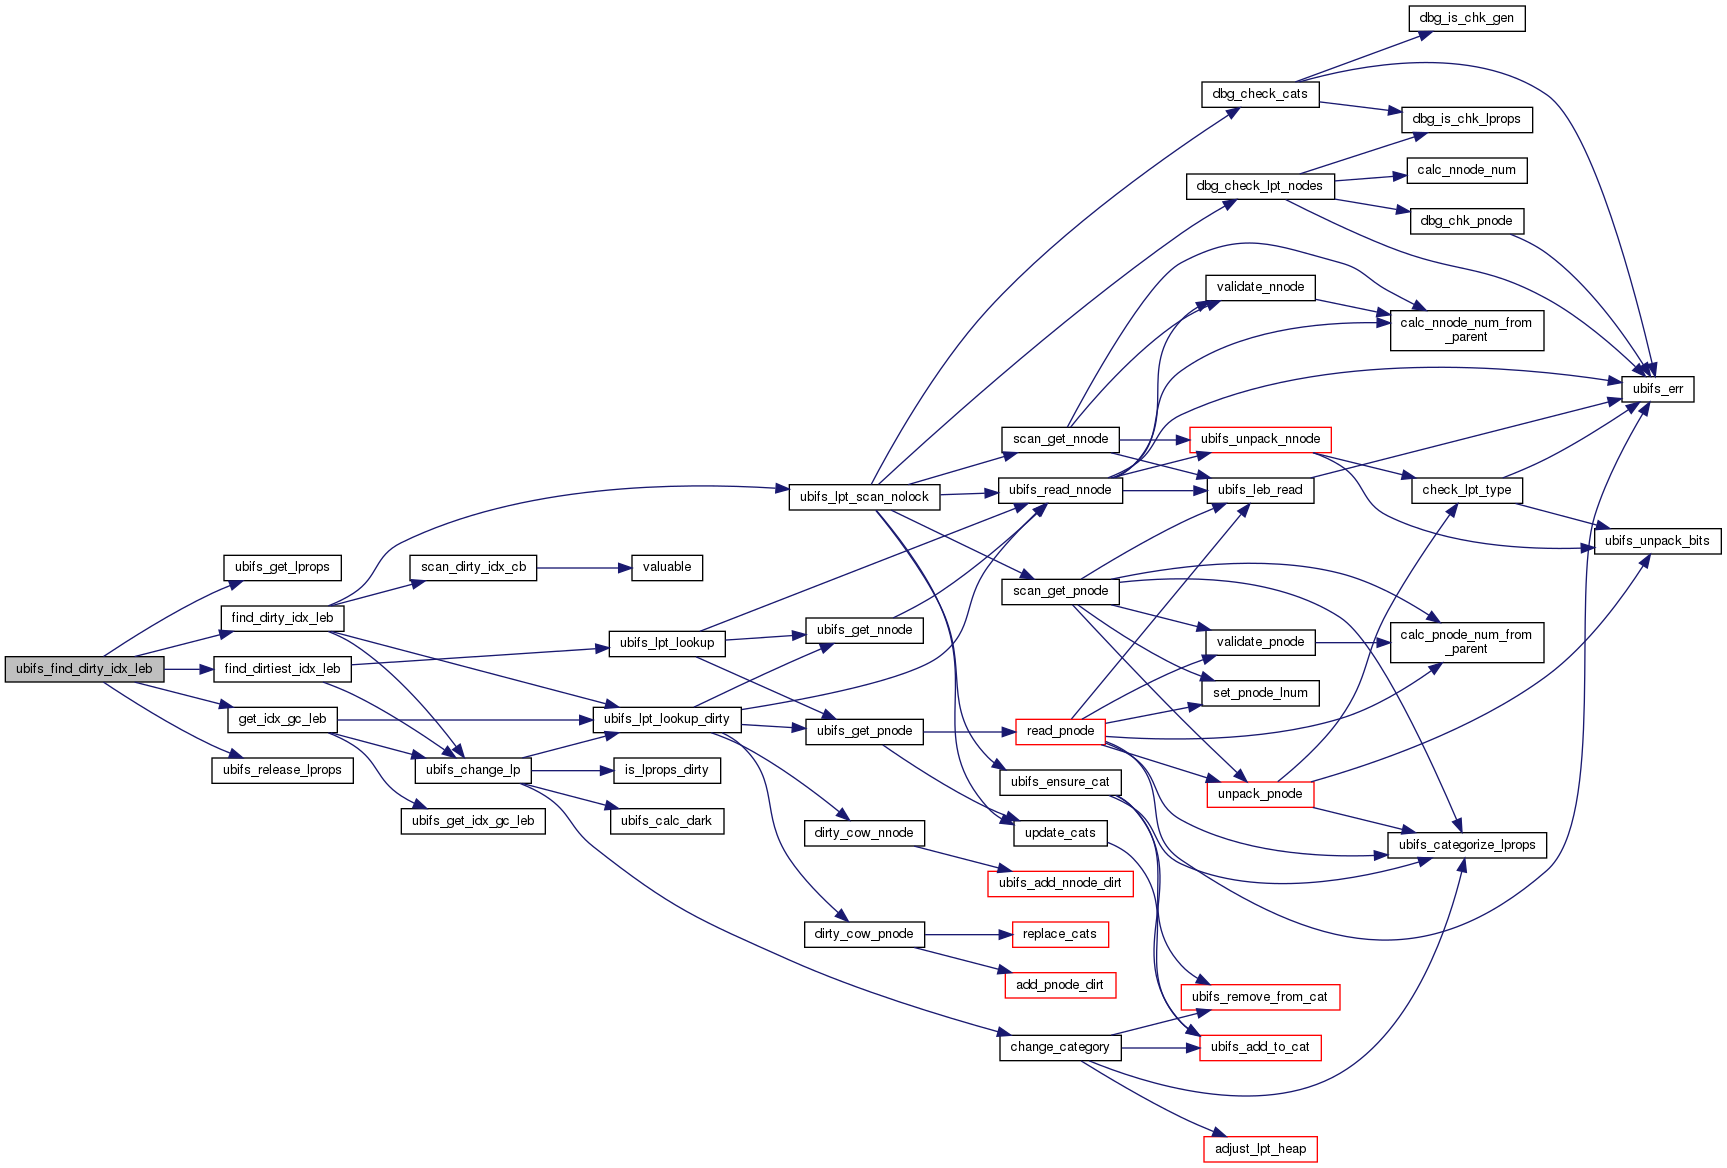 dbg_is_chk_gen
dbg_check_cats
dbg_is_chk_lprops
calc_nnode_num
dbg_check_lpt_nodes
dbg_chk_pnode
validate_nnode
calc_nnode_num_from
_parent
ubifs_err
scan_get_nnode
ubifs_unpack_nnode
ubifs_lpt_scan_nolock
ubifs_read_nnode
ubifs_leb_read
check_lpt_type
ubifs_unpack_bits
ubifs_get_lprops
scan_dirty_idx_cb
valuable
scan_get_pnode
find_dirty_idx_leb
ubifs_lpt_lookup
ubifs_get_nnode
validate_pnode
calc_pnode_num_from
_parent
ubifs_find_dirty_idx_leb
find_dirtiest_idx_leb
set_pnode_lnum
get_idx_gc_leb
ubifs_lpt_lookup_dirty
ubifs_get_pnode
read_pnode
ubifs_release_lprops
ubifs_change_lp
is_lprops_dirty
ubifs_ensure_cat
unpack_pnode
ubifs_get_idx_gc_leb
ubifs_calc_dark
dirty_cow_nnode
update_cats
ubifs_categorize_lprops
ubifs_add_nnode_dirt
dirty_cow_pnode
replace_cats
add_pnode_dirt
ubifs_remove_from_cat
change_category
ubifs_add_to_cat
adjust_lpt_heap